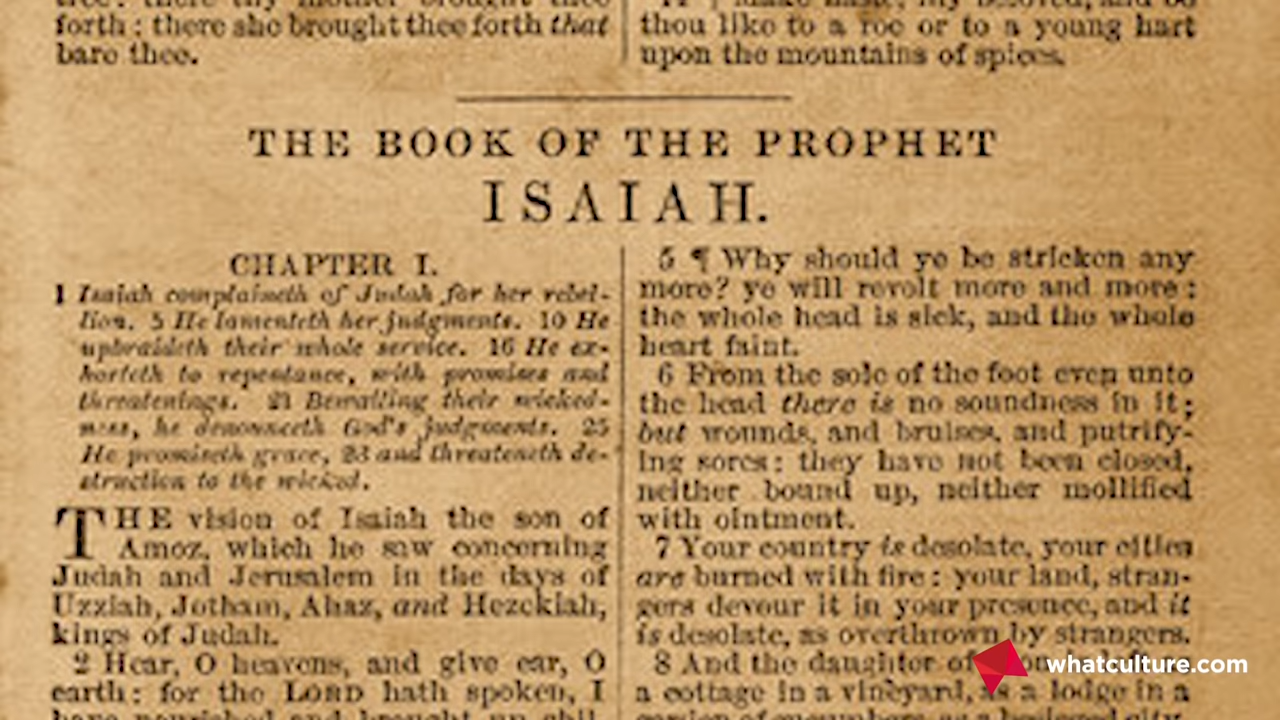 forth : there she brought thee forth that
bare thee.
thou like to a roe or to a young hart
upon the mountains of spices.
THE BOOK OF THE PROPHET
ISAIAH.
CHAPTER I.
1 Isaiah complaineth of Judah for her rebel-
lion. 5 He lamenteth her judgments. 10 He
upbraideth their whole service. 16 He ex-
horteth to repentance, with promises and
threatenings. 21 Bewailing their wicked-
ness, he denounceth God's judgments. 25
He promiseth grace, 28 and threateneth de-
struction to the wicked.
THE vision of Isaiah the son of
Amoz, which he saw concerning
Judah and Jerusalem in the days of
Uzziah, Jotham, Ahaz, and Hezekiah,
kings of Judah.
2 Hear, O heavens, and give ear, O
earth : for the LORD hath spoken, I
5 ¶ Why should ye be stricken any
more? ye will revolt more and more :
the whole head is sick, and the whole
heart faint.
6 From the sole of the foot even unto
the head there is no soundness in it ;
but wounds, and bruises, and putrify-
ing sores : they have not been closed,
neither bound up, neither mollified
with ointment.
7 Your country is desolate, your cities
are burned with fire : your land, stran-
gers devour it in your presence, and it
is desolate, as overthrown by strangers.
8 And the daughter of
a cottage in a vineyard, as a lodge in a
whatculture.com